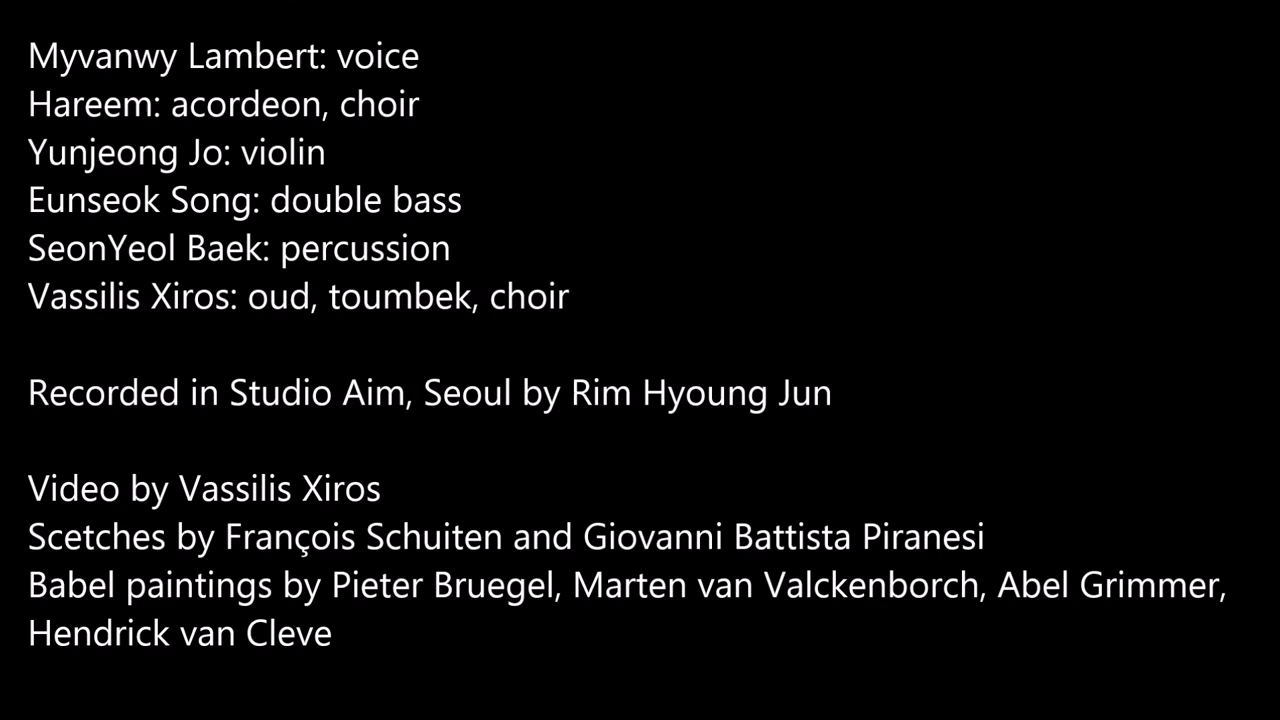 Myvanwy Lambert: voice
Hareem: acordeon, choir
Yunjeong Jo: violin
Eunseok Song: double bass
SeonYeol Baek: percussion
Vassilis Xiros: oud, toumbek, choir
Recorded in Studio Aim, Seoul by Rim Hyoung Jun
Video by Vassilis Xiros
Scetches by François Schuiten and Giovanni Battista Piranesi
Babel paintings by Pieter Bruegel, Marten van Valckenborch, Abel Grimmer,
Hendrick van Cleve